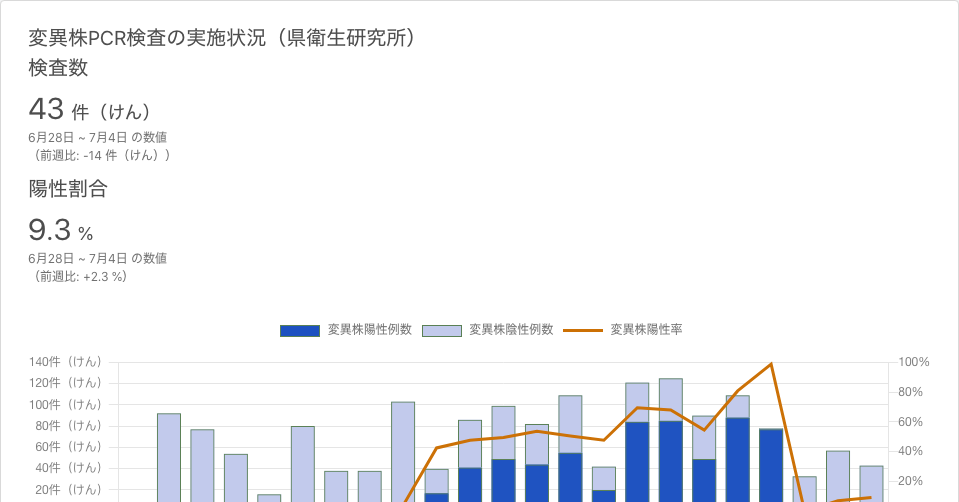 変異株PCR検査の実施状況（県衛生研究所）
検査数
43 件（けん）
6月28日 ~ 7月4日 の数値
（前週比: -14 件（けん））
陽性割合
9.3 %
6月28日 ~ 7月4日 の数値
（前週比: +2.3 %）
変異株陽性例数 変異株陰性例数 変異株陽性率
140件（けん） 100%
120件（けん）
80%
100件（けん）
80件（けん） 60%
60件（けん）
40%
40件（けん）
20%
20件（けん）